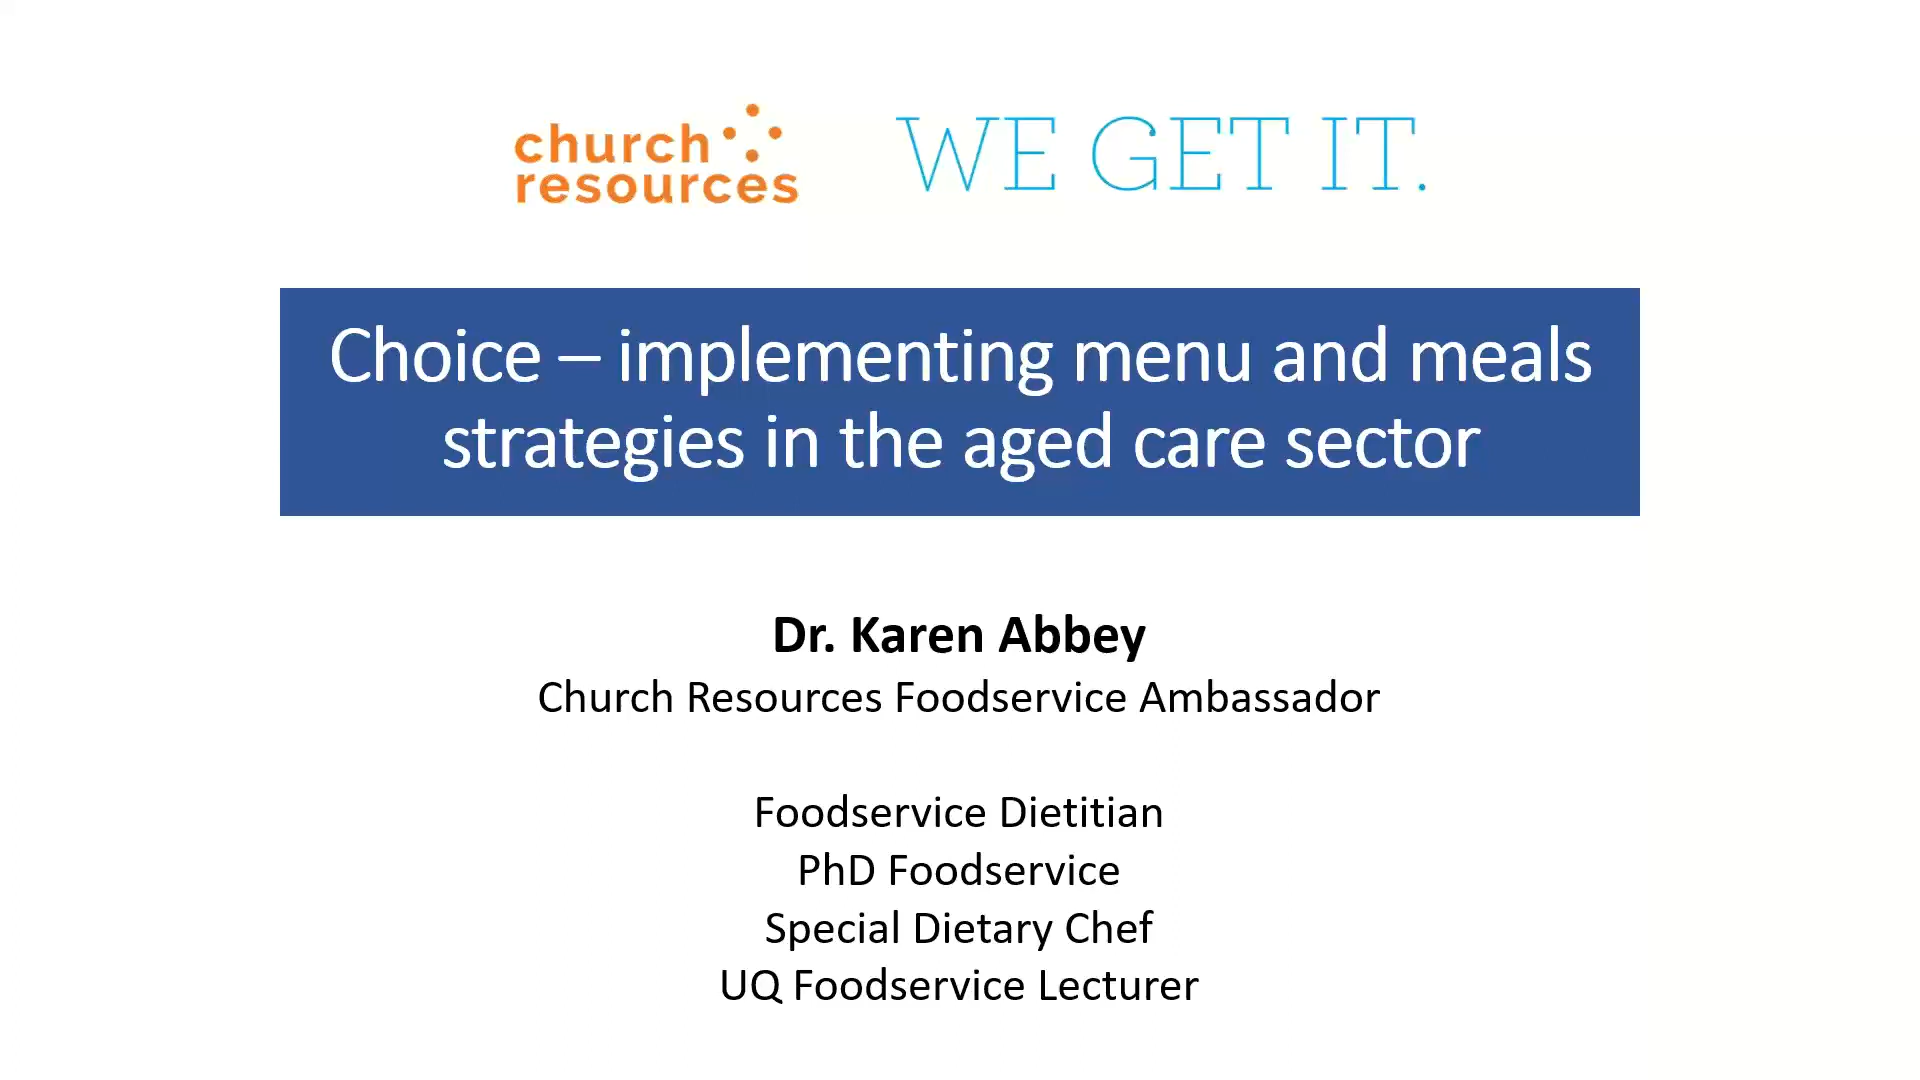 church
resources
WE GET IT.
Choice – implementing menu and meals
strategies in the aged care sector
Dr. Karen Abbey
Church Resources Foodservice Ambassador
Foodservice Dietitian
PhD Foodservice
Special Dietary Chef
UQ Foodservice Lecturer